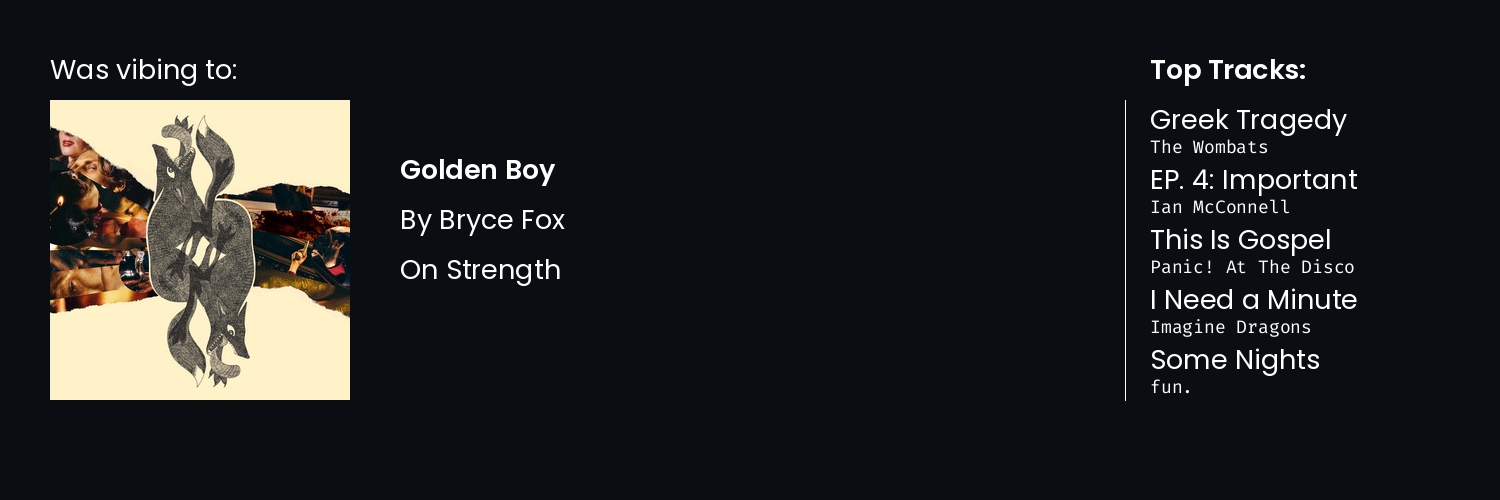 Was vibing to:
Golden Boy
By Bryce Fox
On Strength
Top Tracks:
Greek Tragedy
The Wombats
EP. 4: Important
Ian McConnell
This Is Gospel
Panic! At The Disco
I Need a Minute
Imagine Dragons
Some Nights
fun.